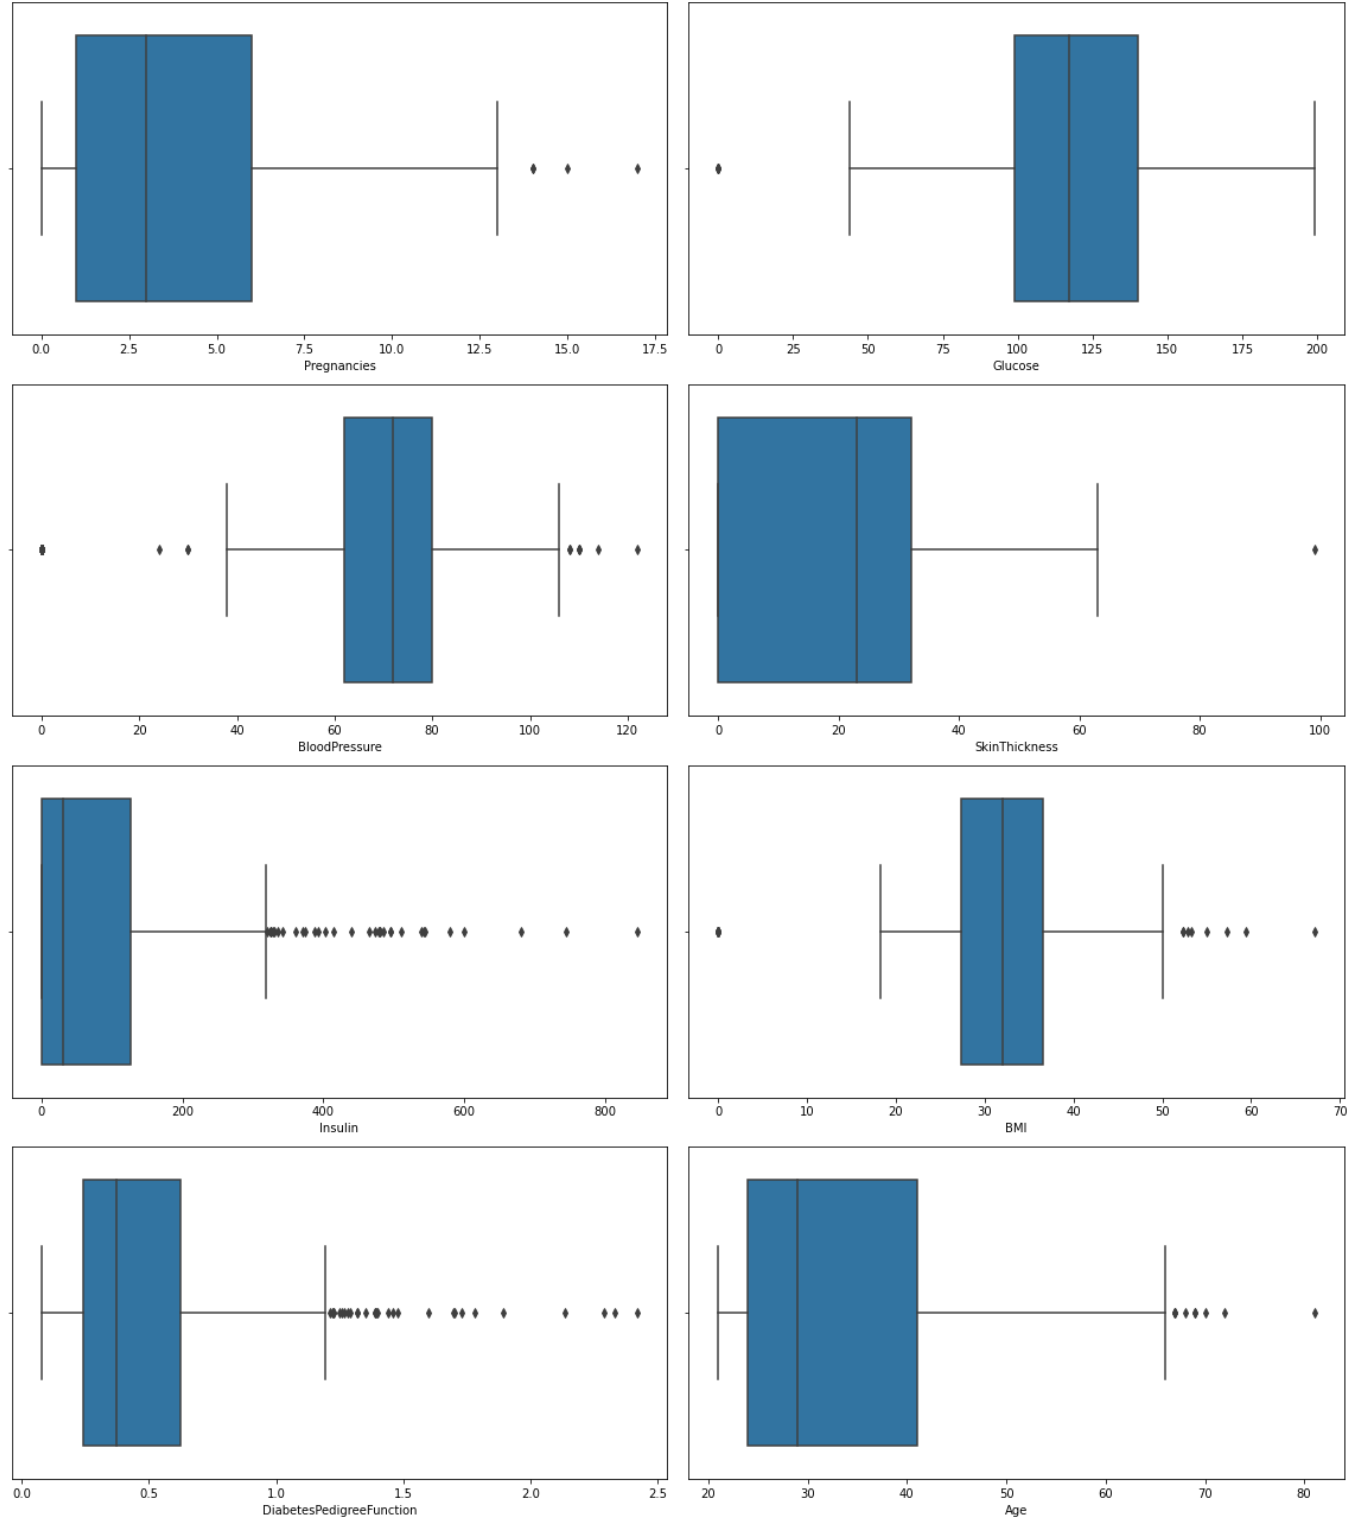 0.0 2.5 5.0 7.5 10.0 12.5 15.0 17.5
Pregnancies
0 25 50 75 100 125 150 175 200
Glucose
0 20 40 60 80 100 120
BloodPressure
0 20 40 60 80 100
SkinThickness
0 200 400 600 800
Insulin
0 10 20 30 40 50 60 70
BMI
0.0 0.5 1.0 1.5 2.0 2.5
DiabetesPedigreeFunction
20 30 40 50 60 70 80
Age